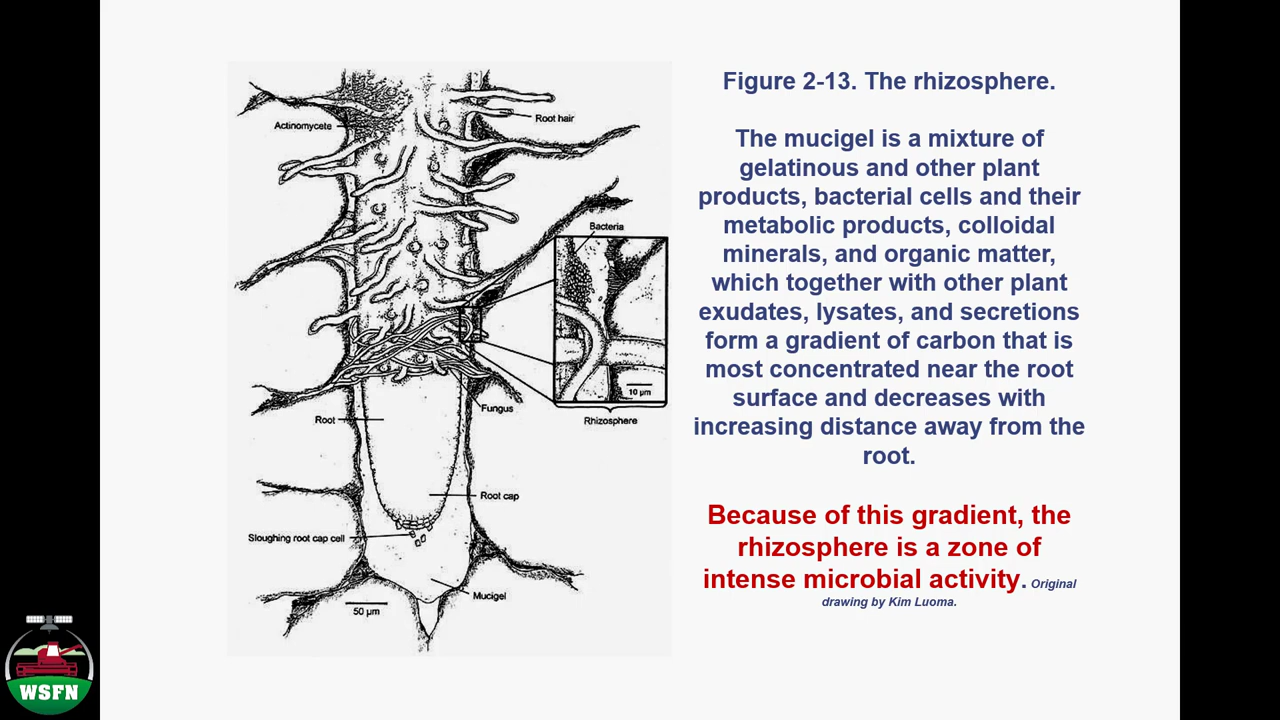 Actinomycete
Root hair
Bacteria
10 µm
Fungus
Rhizosphere
Root
Root cap
Sloughing root cap cell
Mucigel
50 µm
Figure 2-13. The rhizosphere.
The mucigel is a mixture of
gelatinous and other plant
products, bacterial cells and their
metabolic products, colloidal
minerals, and organic matter,
which together with other plant
exudates, lysates, and secretions
form a gradient of carbon that is
most concentrated near the root
surface and decreases with
increasing distance away from the
root.
Because of this gradient, the
rhizosphere is a zone of
intense microbial activity. Original
drawing by Kim Luoma.
WSFN